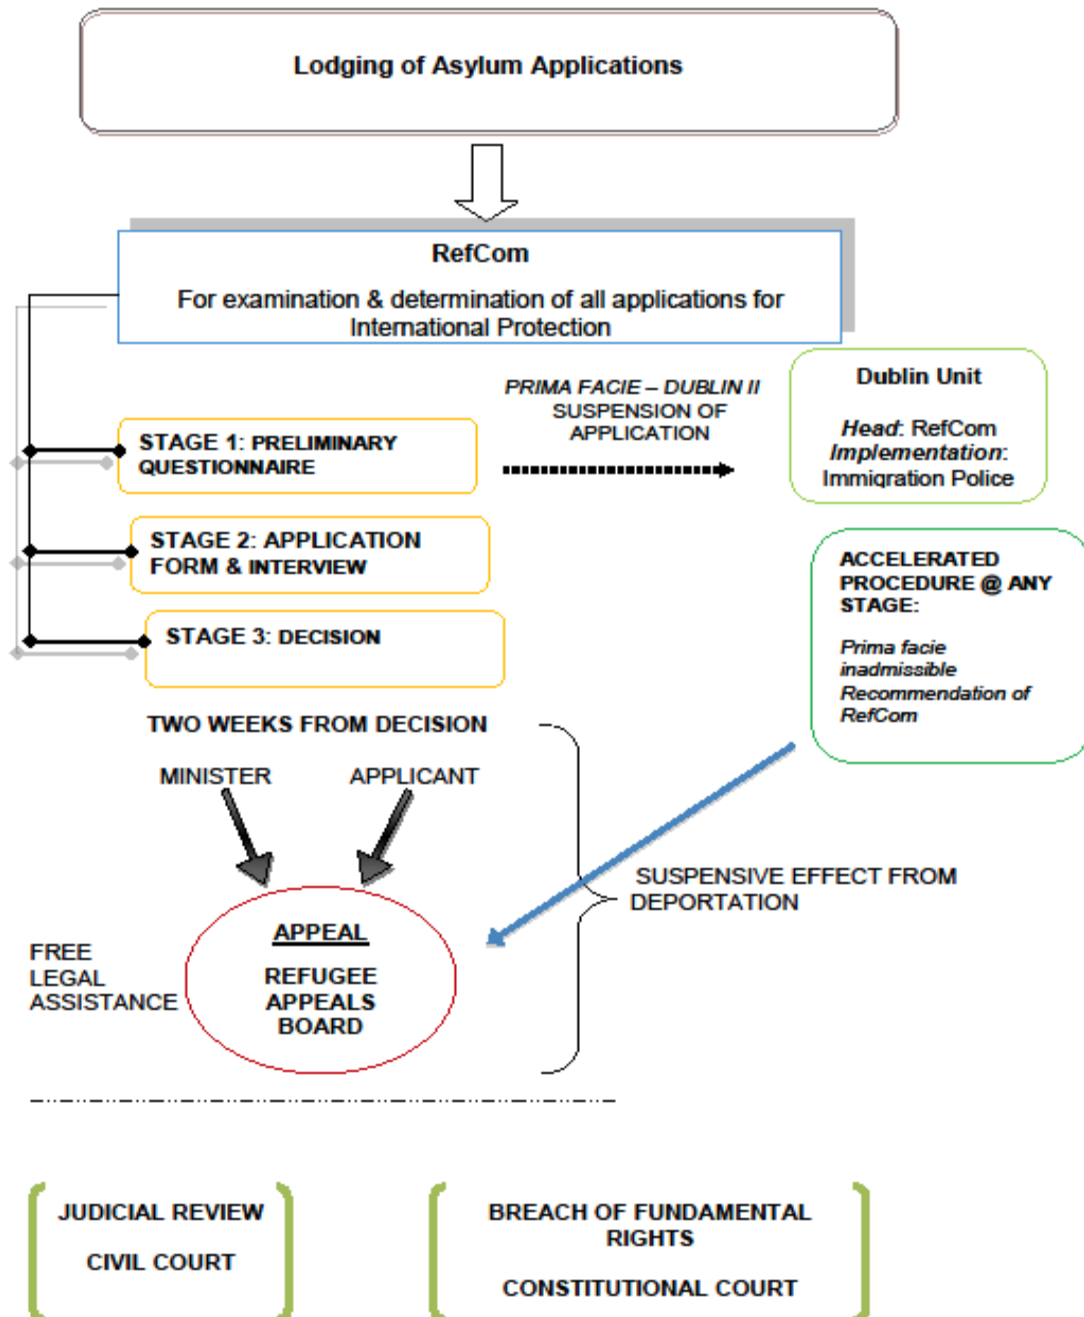 Lodging of Asylum Applications
RefCom
For examination & determination of all applications for
International Protection
PRIMA FACIE – DUBLIN II
SUSPENSION OF
APPLICATION
Dublin Unit
Head: RefCom
Implementation:
Immigration Police
STAGE 1: PRELIMINARY
QUESTIONNAIRE
STAGE 2: APPLICATION
FORM & INTERVIEW
STAGE 3: DECISION
ACCELERATED
PROCEDURE @ ANY
STAGE:
Prima facie
inadmissible
Recommendation of
RefCom
TWO WEEKS FROM DECISION
MINISTER
APPLICANT
SUSPENSIVE EFFECT FROM
DEPORTATION
APPEAL
REFUGEE
APPEALS
BOARD
FREE
LEGAL
ASSISTANCE
JUDICIAL REVIEW
CIVIL COURT
BREACH OF FUNDAMENTAL
RIGHTS
CONSTITUTIONAL COURT